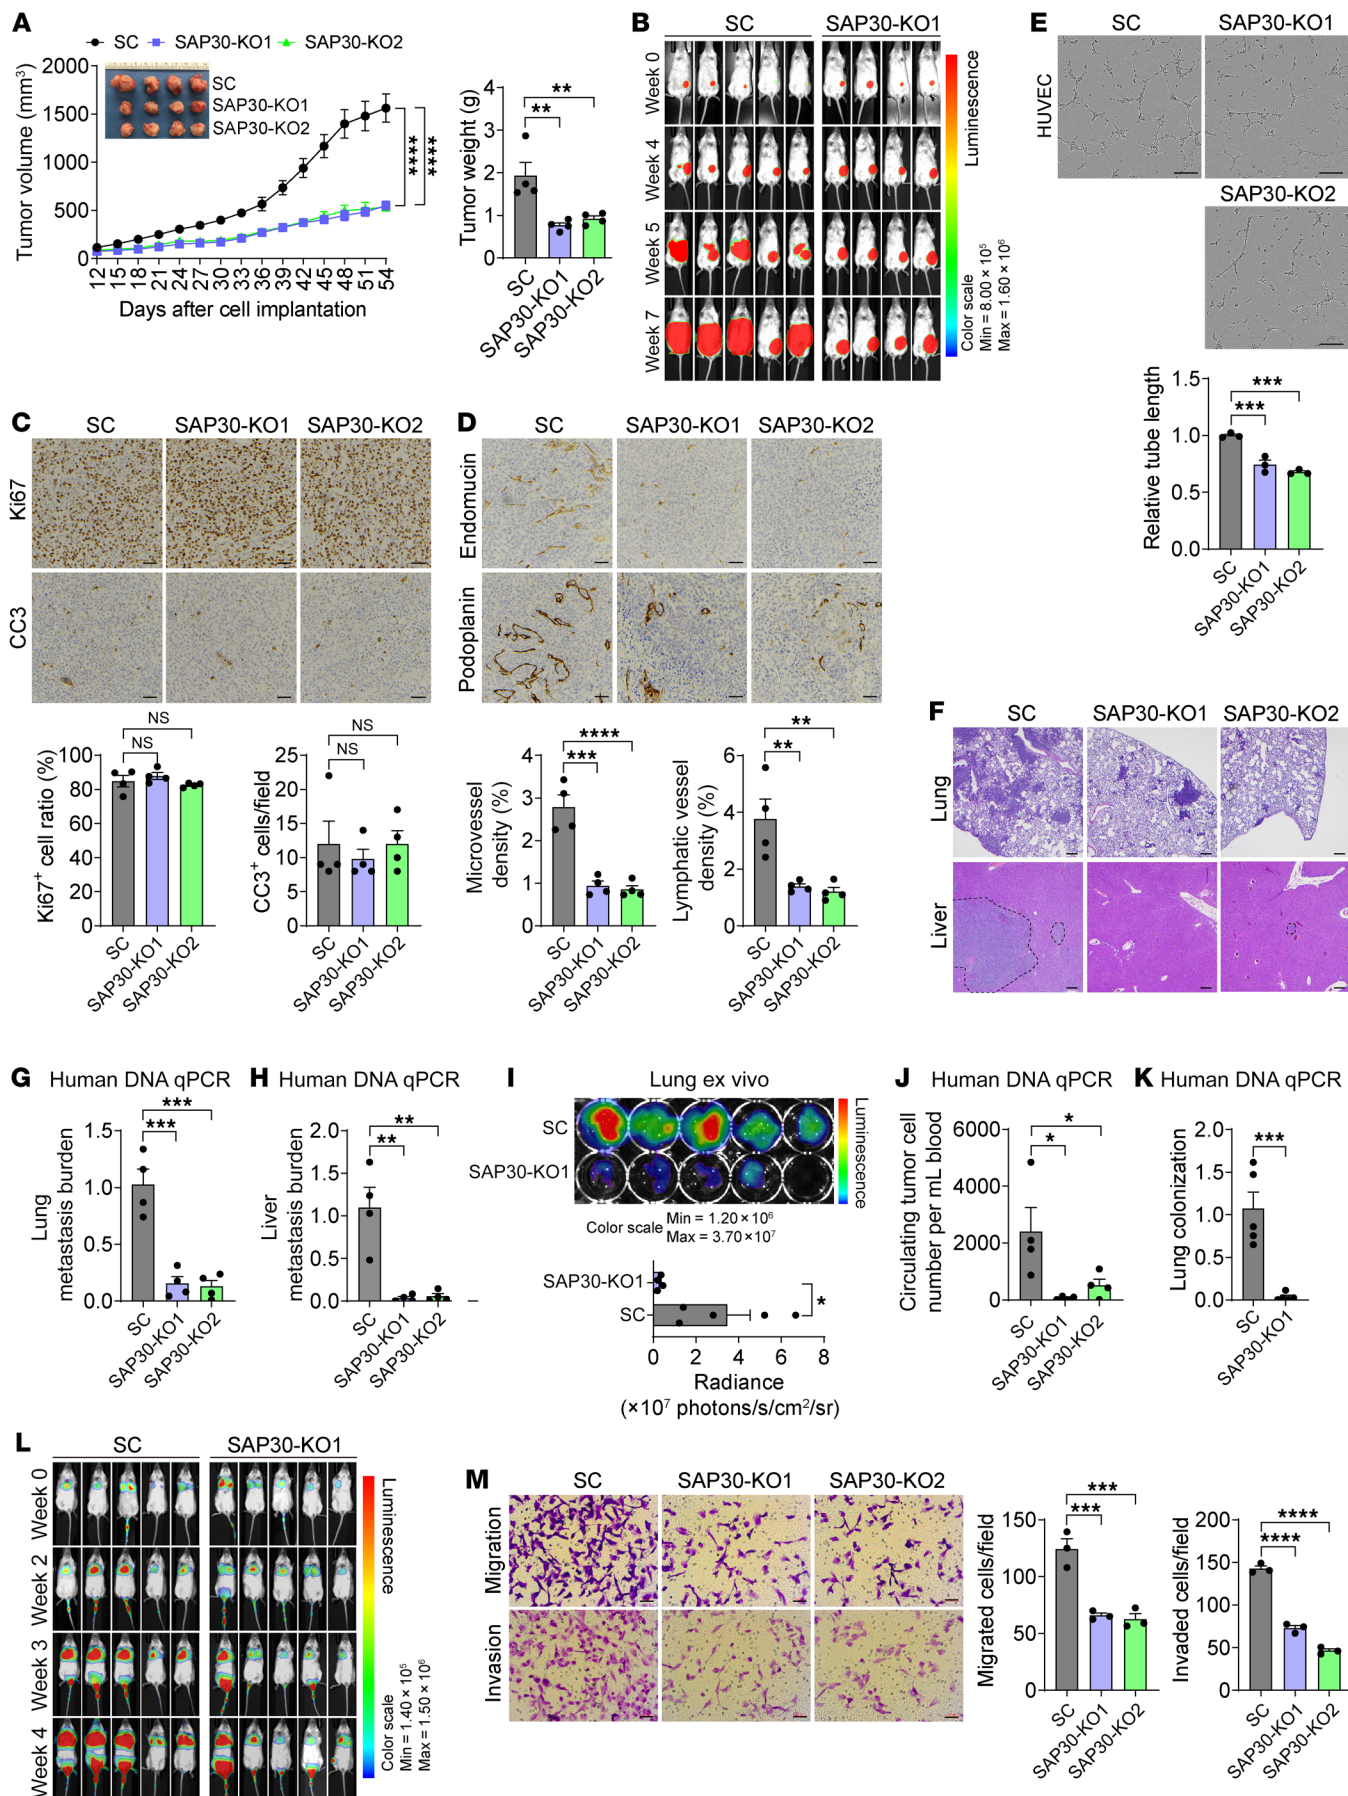 A
SC
SAP30-KO1
SAP30-KO2
Tumor volume (mm³)
2000
1500
1000
500
0
SC
SAP30-KO1
SAP30-KO2
****
****
12 15 18 21 24 27 30 33 36 39 42 45 48 51 54
Days after cell implantation
Tumor weight (g)
4
3
2
1
0
**
**
SC
SAP30-KO1
SAP30-KO2
B
SC
SAP30-KO1
Week 0
Week 4
Week 5
Week 7
Luminescence
Color scale
Min = 8.00 × 10⁵
Max = 1.60 × 10⁶
E
SC
SAP30-KO1
HUVEC
SAP30-KO2
Relative tube length
1.5
1.0
0.5
0.0
***
***
SC
SAP30-KO1
SAP30-KO2
C
SC
SAP30-KO1
SAP30-KO2
Ki67
CC3
Ki67⁺ cell ratio (%)
100
80
60
40
20
0
NS
NS
SC
SAP30-KO1
SAP30-KO2
CC3⁺ cells/field
25
20
15
10
5
0
NS
NS
SC
SAP30-KO1
SAP30-KO2
D
SC
SAP30-KO1
SAP30-KO2
Endomucin
Podoplanin
Microvessel
density (%)
4
3
2
1
0
****
***
SC
SAP30-KO1
SAP30-KO2
Lymphatic vessel
density (%)
6
4
2
0
**
**
SC
SAP30-KO1
SAP30-KO2
F
SC
SAP30-KO1
SAP30-KO2
Lung
Liver
G
Human DNA qPCR
Lung
metastasis burden
1.5
1.0
0.5
0.0
***
***
SC
SAP30-KO1
SAP30-KO2
H
Human DNA qPCR
Liver
metastasis burden
2.0
1.5
1.0
0.5
0.0
**
**
SC
SAP30-KO1
SAP30-KO2
I
Lung ex vivo
SC
SAP30-KO1
Luminescence
Color scale
Min = 1.20 × 10⁶
Max = 3.70 × 10⁷
SAP30-KO1
SC
*
0 2 4 6 8
Radiance
(×10⁷ photons/s/cm²/sr)
J
Human DNA qPCR
Circulating tumor cell
number per mL blood
6000
4000
2000
0
*
*
SC
SAP30-KO1
SAP30-KO2
K
Human DNA qPCR
Lung colonization
2.0
1.5
1.0
0.5
0.0
***
SC
SAP30-KO1
L
SC
SAP30-KO1
Week 0
Week 2
Week 3
Week 4
Luminescence
Color scale
Min = 1.40 × 10⁵
Max = 1.50 × 10⁶
M
SC
SAP30-KO1
SAP30-KO2
Migration
Invasion
Migrated cells/field
150
100
50
0
***
***
SC
SAP30-KO1
SAP30-KO2
Invaded cells/field
200
150
100
50
0
****
****
SC
SAP30-KO1
SAP30-KO2